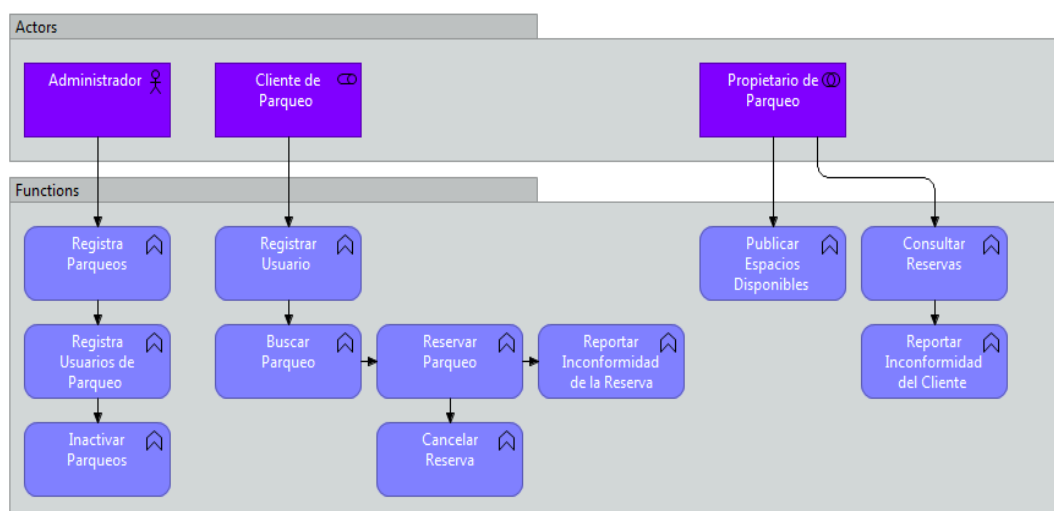 Actors
Administrador
Cliente de
Parqueo
Propietario de
Parqueo
Functions
Registra
Parqueos
Registrar
Usuario
Publicar
Espacios
Disponibles
Consultar
Reservas
Registra
Usuarios de
Parqueo
Buscar
Parqueo
Reservar
Parqueo
Reportar
Inconformidad
de la Reserva
Reportar
Inconformidad
del Cliente
Inactivar
Parqueos
Cancelar
Reserva